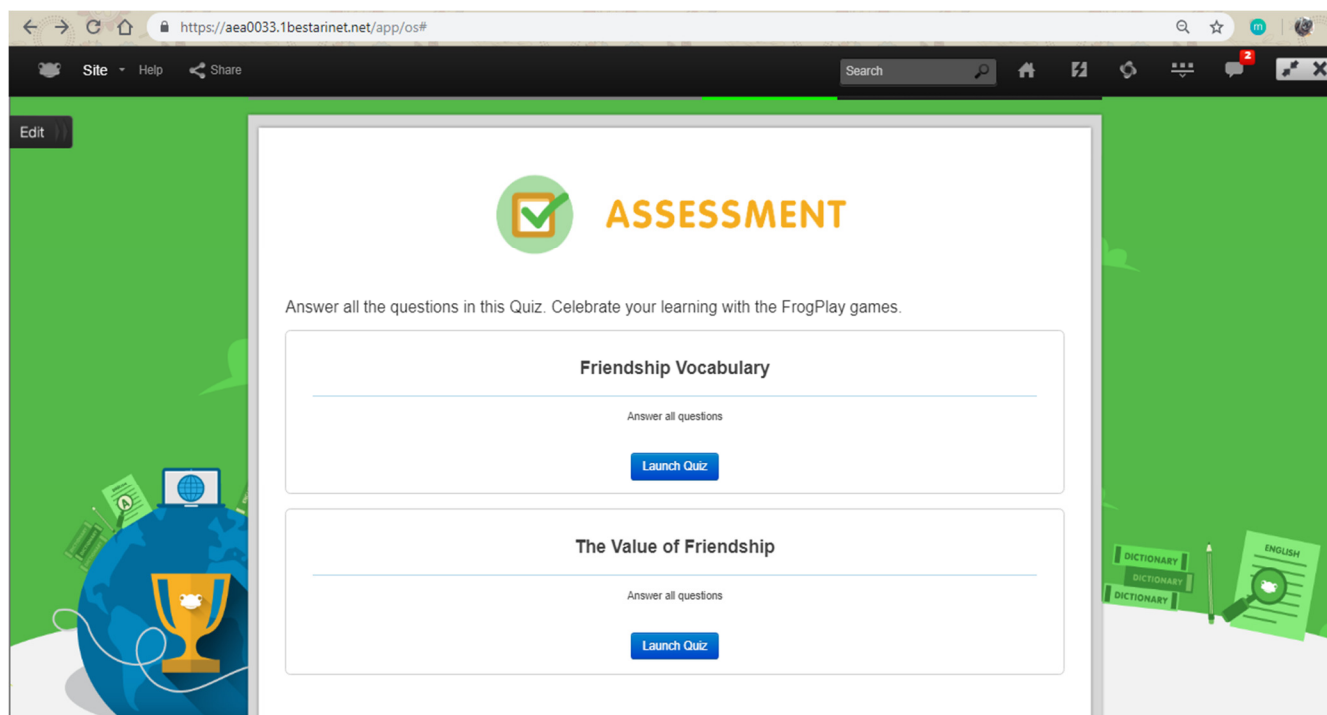 https://aea0033.1bestarinet.net/app/os#
m
Site Help Share Search 2
Edit
ASSESSMENT
Answer all the questions in this Quiz. Celebrate your learning with the FrogPlay games.
Friendship Vocabulary
Answer all questions
Launch Quiz
The Value of Friendship
Answer all questions
Launch Quiz
A
DICTIONARY
DICTIONARY
DICTIONARY
ENGLISH